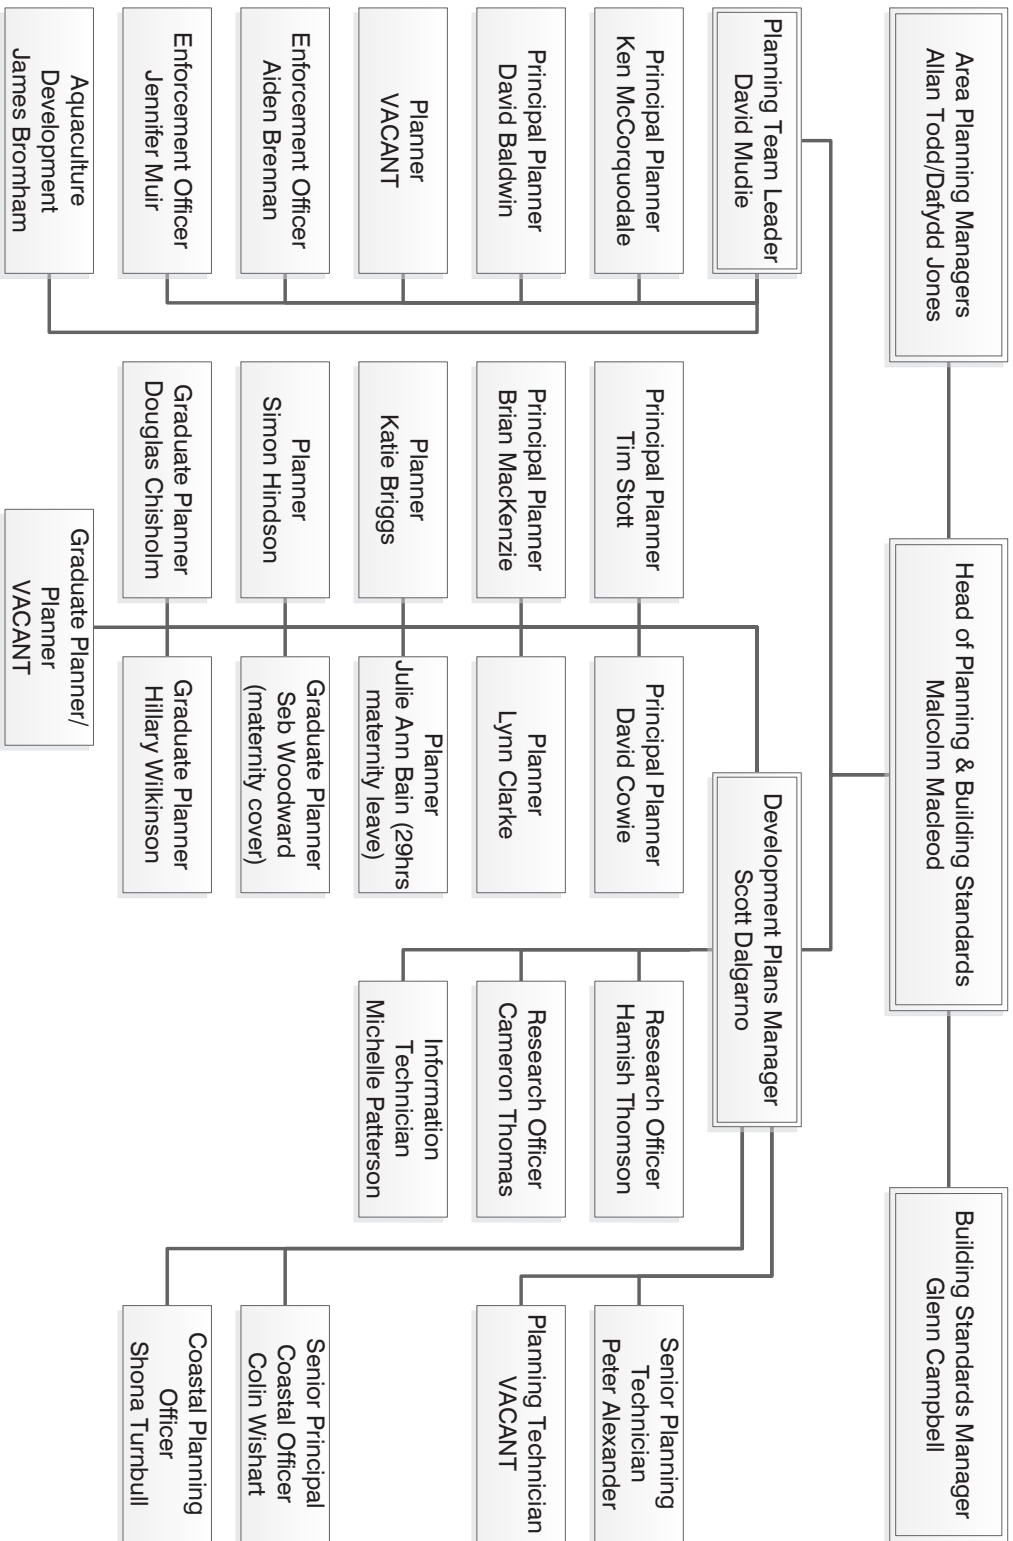 Area Planning Managers
Allan Todd/Dafydd Jones
Head of Planning & Building Standards
Malcolm Macleod
Building Standards Manager
Glenn Campbell
Planning Team Leader
David Mudie
Development Plans Manager
Scott Dalgarno
Principal Planner
Ken McCorquodale
Principal Planner
Tim Stott
Principal Planner
David Cowie
Research Officer
Hamish Thomson
Senior Planning
Technician
Peter Alexander
Principal Planner
David Baldwin
Principal Planner
Brian MacKenzie
Planner
Lynn Clarke
Research Officer
Cameron Thomas
Planning Technician
VACANT
Planner
VACANT
Planner
Katie Briggs
Planner
Julie Ann Bain (29hrs
maternity leave)
Information
Technician
Michelle Patterson
Enforcement Officer
Aiden Brennan
Planner
Simon Hindson
Graduate Planner
Seb Woodward
(maternity cover)
Senior Principal
Coastal Officer
Colin Wishart
Enforcement Officer
Jennifer Muir
Graduate Planner
Douglas Chisholm
Graduate Planner
Hillary Wilkinson
Coastal Planning
Officer
Shona Turnbull
Aquaculture
Development
James Bromham
Graduate Planner/
Planner
VACANT